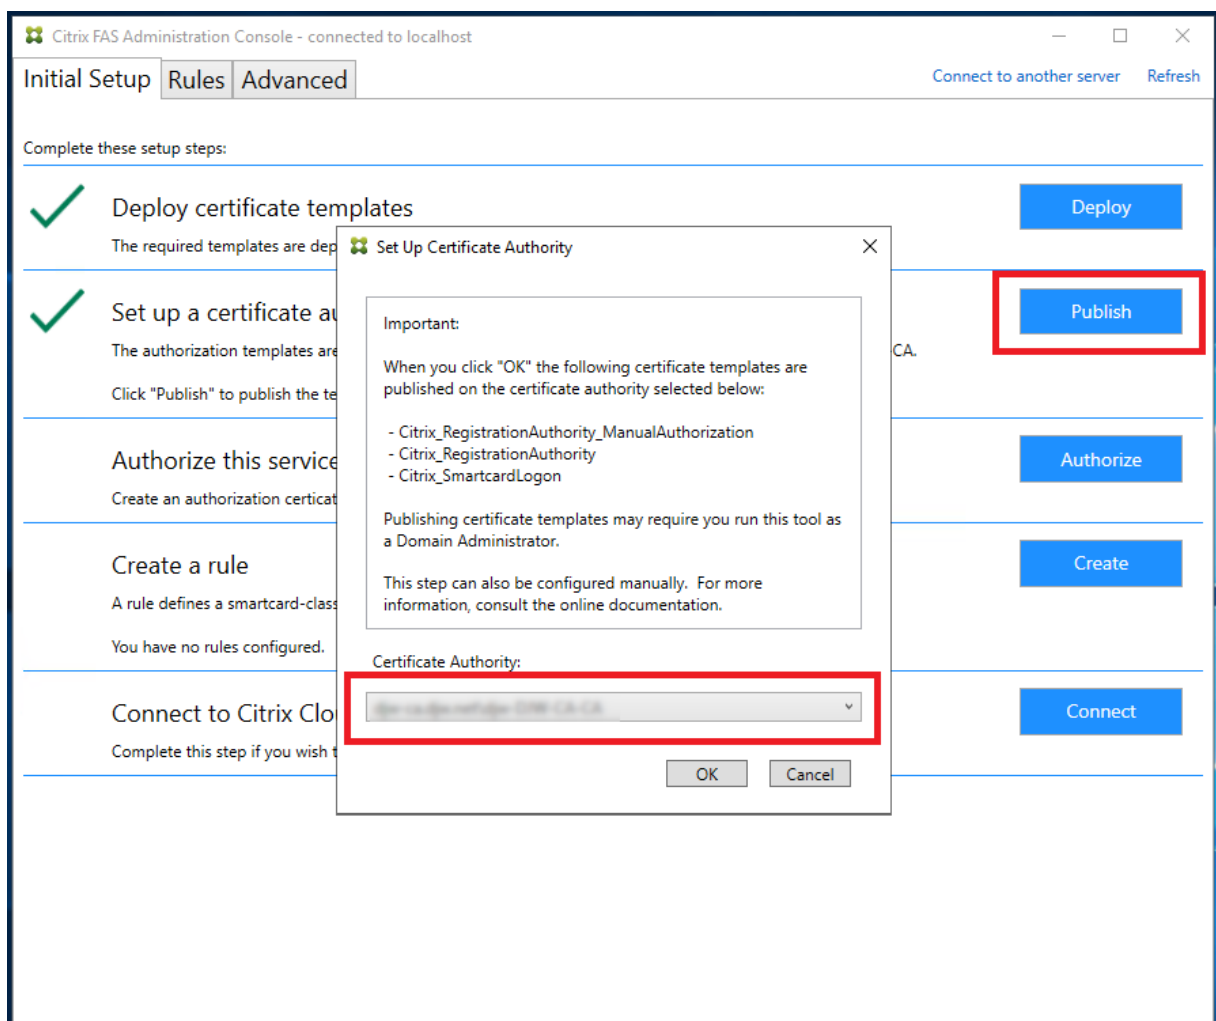 Citrix FAS Administration Console - connected to localhost
Initial Setup Rules Advanced Connect to another server Refresh
Complete these setup steps:
Deploy certificate templates Deploy
The required templates are dep
Set Up Certificate Authority
Set up a certificate au Publish
The authorization templates are CA.
Click "Publish" to publish the te
Important:
When you click "OK" the following certificate templates are
published on the certificate authority selected below:
- Citrix_RegistrationAuthority_ManualAuthorization
- Citrix_RegistrationAuthority
- Citrix_SmartcardLogon
Publishing certificate templates may require you run this tool as
a Domain Administrator.
This step can also be configured manually. For more
information, consult the online documentation.
Authorize this service Authorize
Create an authorization certicat
Create a rule Create
A rule defines a smartcard-class
You have no rules configured.
Certificate Authority:
Connect to Citrix Clo Connect
Complete this step if you wish t
OK Cancel